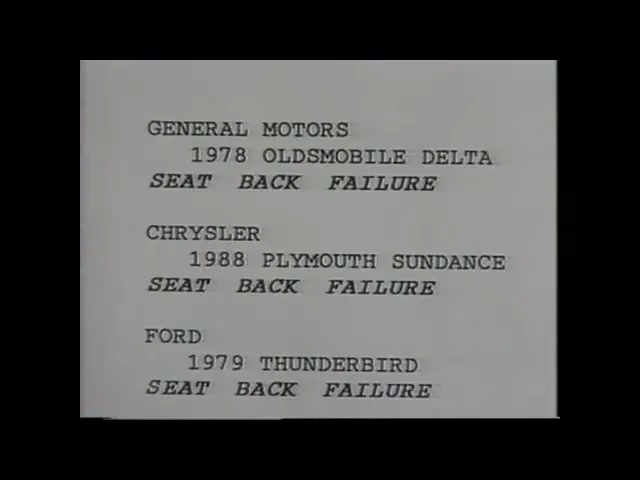 GENERAL MOTORS
1978 OLDSMOBILE DELTA
SEAT BACK FAILURE
CHRYSLER
1988 PLYMOUTH SUNDANCE
SEAT BACK FAILURE
FORD
1979 THUNDERBIRD
SEAT BACK FAILURE